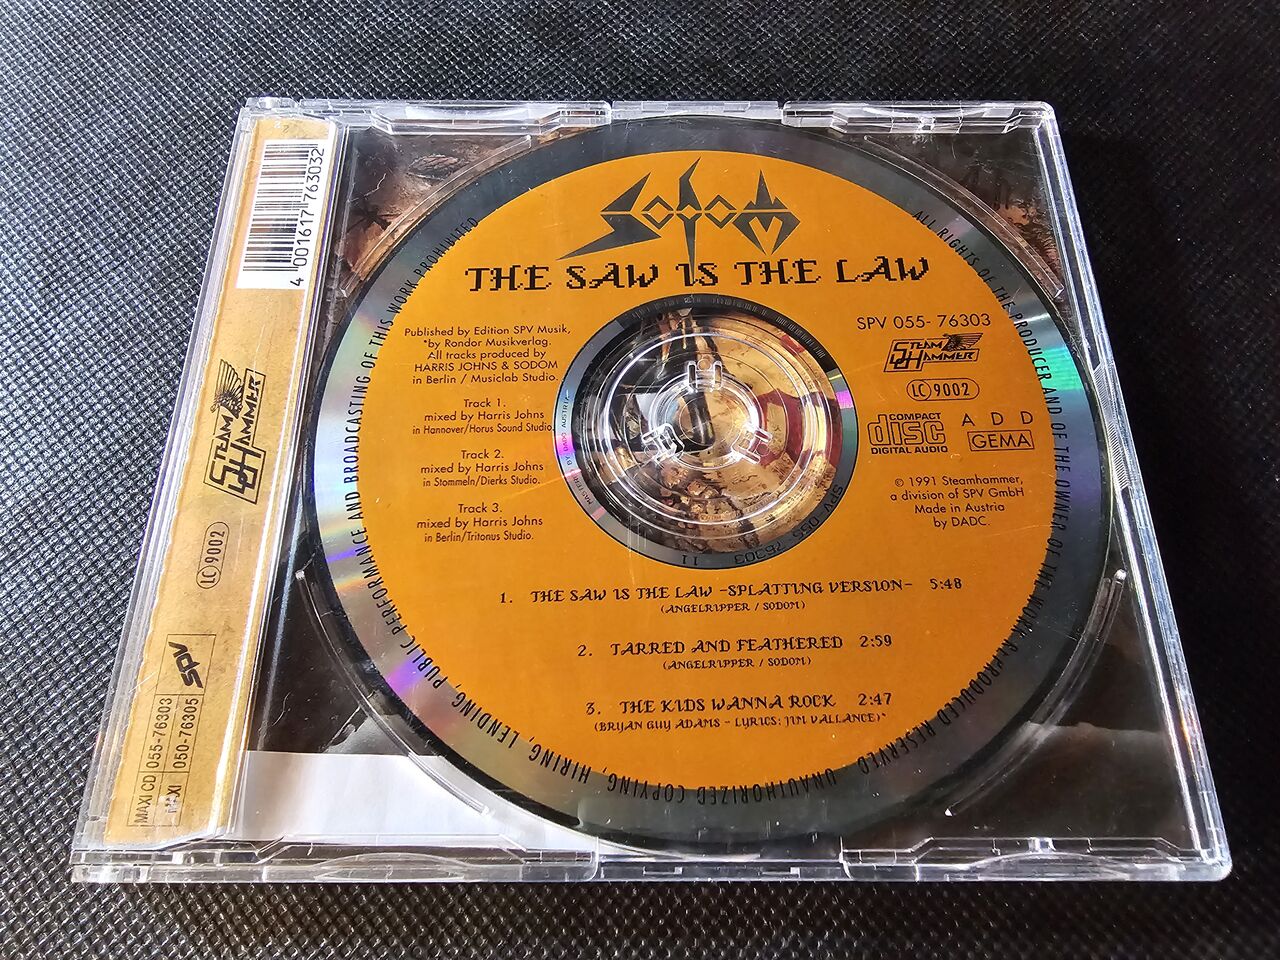 4 001617 763032
STEAM HAMMER
LC 9002
SPV
MAXI CD 055-76303
MAXI 050-76305
SODOM
THE SAW IS THE LAW
Published by Edition SPV Musik,
*by Rondor Musikverlag.
All tracks produced by
HARRIS JOHNS & SODOM
in Berlin / Musiclab Studio.
Track 1.
mixed by Harris Johns
in Hannover/Horus Sound Studio.
Track 2.
mixed by Harris Johns
in Stommeln/Dierks Studio.
Track 3.
mixed by Harris Johns
in Berlin/Tritonus Studio.
SPV 055- 76303
STEAM HAMMER
LC 9002
COMPACT
disc
DIGITAL AUDIO
A D D
GEMA
© 1991 Steamhammer,
a division of SPV GmbH
Made in Austria
by DADC.
SPV 055 76303 11
1. THE SAW IS THE LAW -SPLATTING VERSION- 5:48
(ANGELRIPPER / SODOM)
2. TARRED AND FEATHERED 2:59
(ANGELRIPPER / SODOM)
3. THE KIDS WANNA ROCK 2:47
(BRYAN GUY ADAMS - LYRICS: JIM VALLANCE)*
ALL RIGHTS OF THE PRODUCER AND OF THE OWNER OF THE WORK REPRODUCED RESERVED. UNAUTHORIZED COPYING, HIRING, LENDING, PUBLIC PERFORMANCE AND BROADCASTING OF THIS WORK PROHIBITED